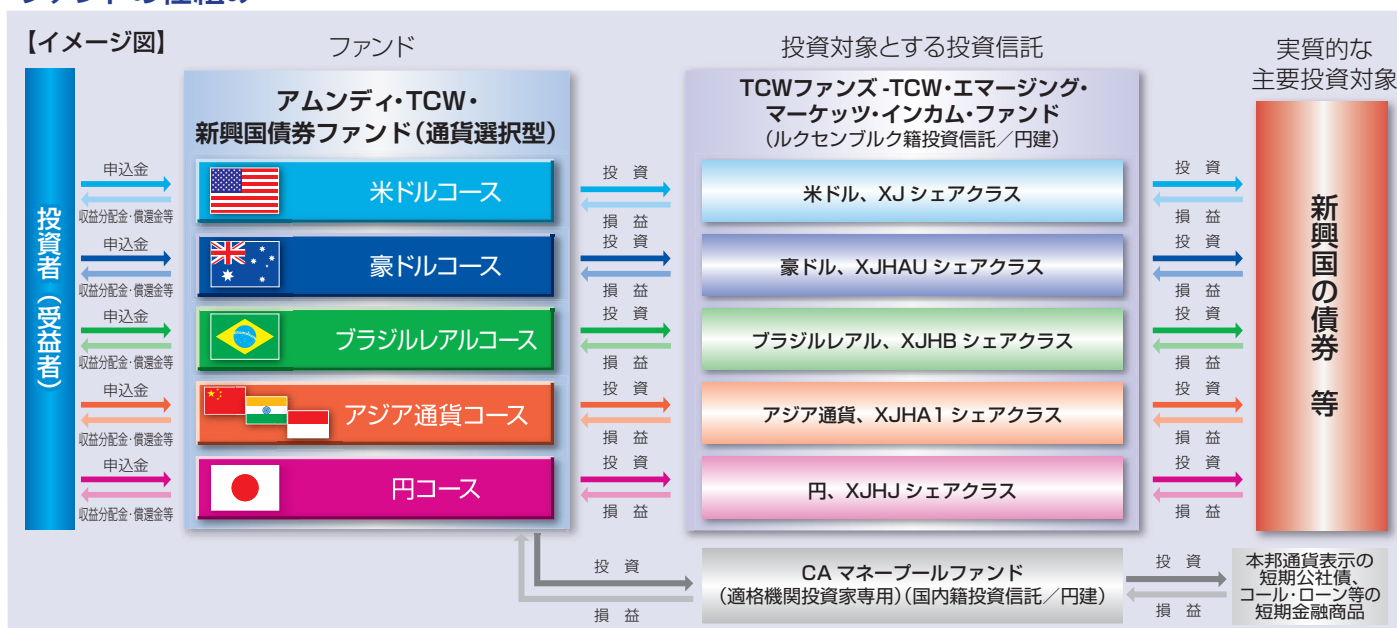 【イメージ図】
ファンド
投資対象とする投資信託
実質的な
主要投資対象
投資者（受益者）
アムンディ・TCW・
新興国債券ファンド（通貨選択型）
TCWファンズ -TCW・エマージング・
マーケッツ・インカム・ファンド
（ルクセンブルク籍投資信託／円建）
新興国の債券 等
申込金
収益分配金・償還金等
米ドルコース
投 資
損 益
米ドル、XJ シェアクラス
投 資
損 益
申込金
収益分配金・償還金等
豪ドルコース
投 資
損 益
豪ドル、XJHAU シェアクラス
投 資
損 益
申込金
収益分配金・償還金等
ブラジルレアルコース
投 資
損 益
ブラジルレアル、XJHB シェアクラス
投 資
損 益
申込金
収益分配金・償還金等
アジア通貨コース
投 資
損 益
アジア通貨、XJHA1 シェアクラス
投 資
損 益
申込金
収益分配金・償還金等
円コース
投 資
損 益
円、XJHJ シェアクラス
投 資
損 益
投 資
損 益
CA マネープールファンド
（適格機関投資家専用）（国内籍投資信託／円建）
投 資
損 益
本邦通貨表示の
短期公社債、
コール・ローン等の
短期金融商品